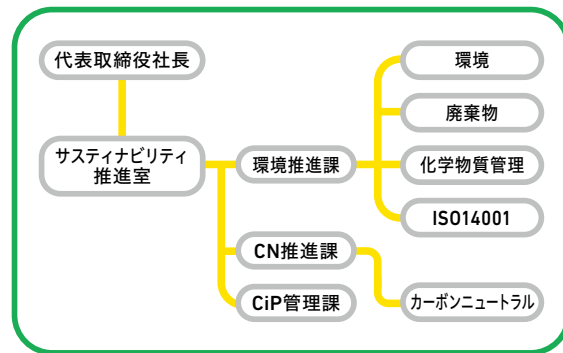 代表取締役社長
サスティナビリティ
推進室
環境推進課
CN推進課
CiP管理課
環境
廃棄物
化学物質管理
ISO14001
カーボンニュートラル